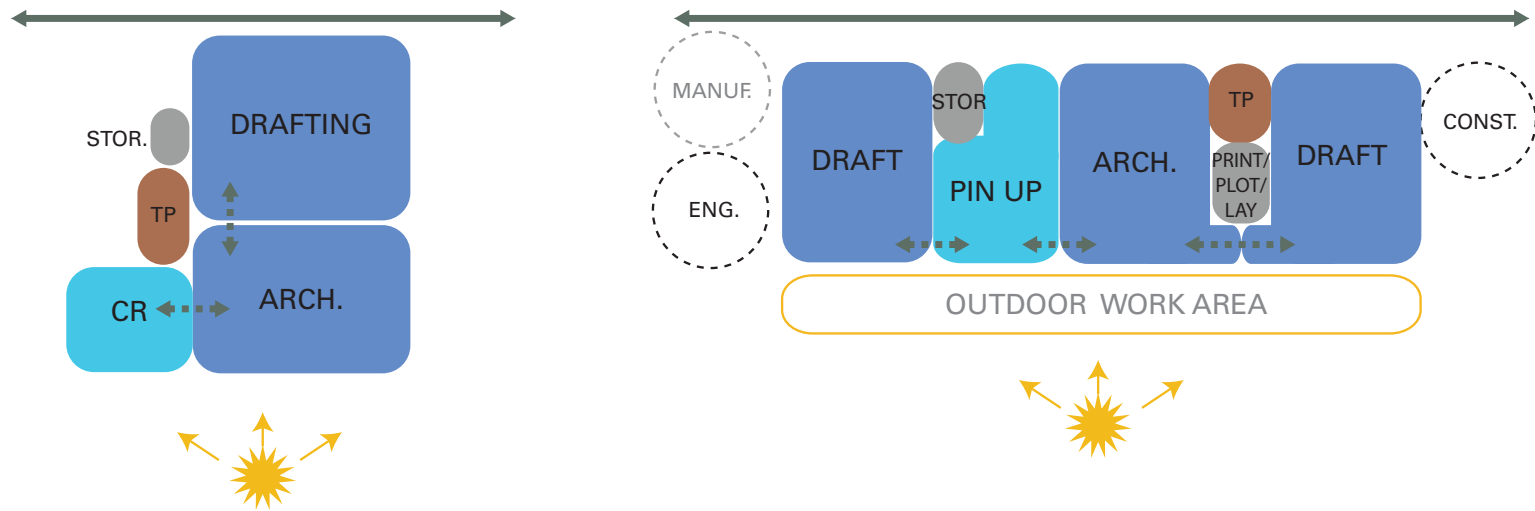 DRAFTING
STOR.
TP
CR
ARCH.
MANUF.
ENG.
DRAFT
STOR
PIN UP
ARCH.
TP
PRINT/
PLOT/
LAY
DRAFT
CONST.
OUTDOOR WORK AREA